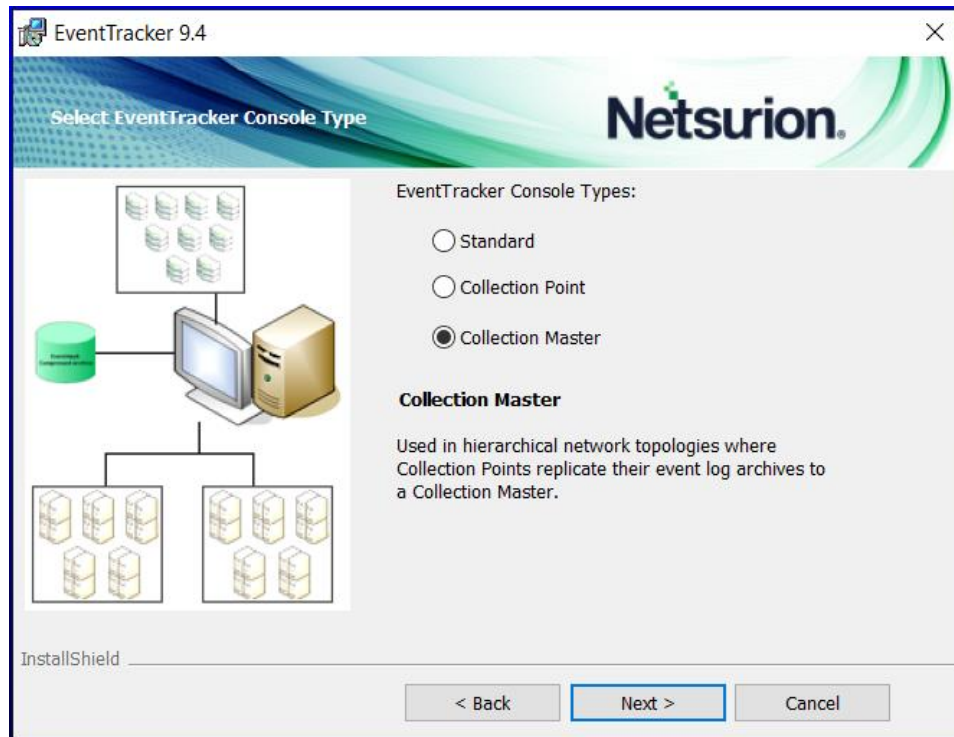 EventTracker 9.4
Select EventTracker Console Type
Netsurion.
EventTracker Console Types:
Standard
Collection Point
Collection Master
Collection Master
Used in hierarchical network topologies where
Collection Points replicate their event log archives to
a Collection Master.
InstallShield
< Back
Next >
Cancel